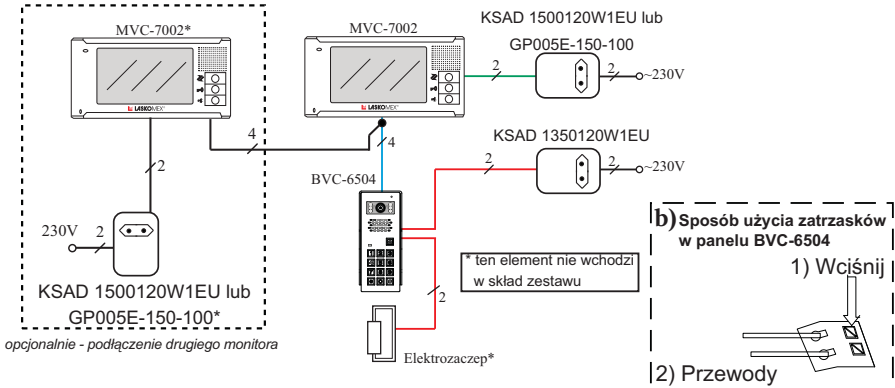 MVC-7002*
LASKOMEX
2
4
230V
2
KSAD 1500120W1EU lub
GP005E-150-100*
opcjonalnie - podłączenie drugiego monitora
MVC-7002
LASKOMEX
KSAD 1500120W1EU lub
GP005E-150-100
2
2
~230V
4
BVC-6504
KSAD 1350120W1EU
2
2
~230V
2
Elektrozaczep*
* ten element nie wchodzi
w skład zestawu
b) Sposób użycia zatrzasków
w panelu BVC-6504
1) Wciśnij
2) Przewody